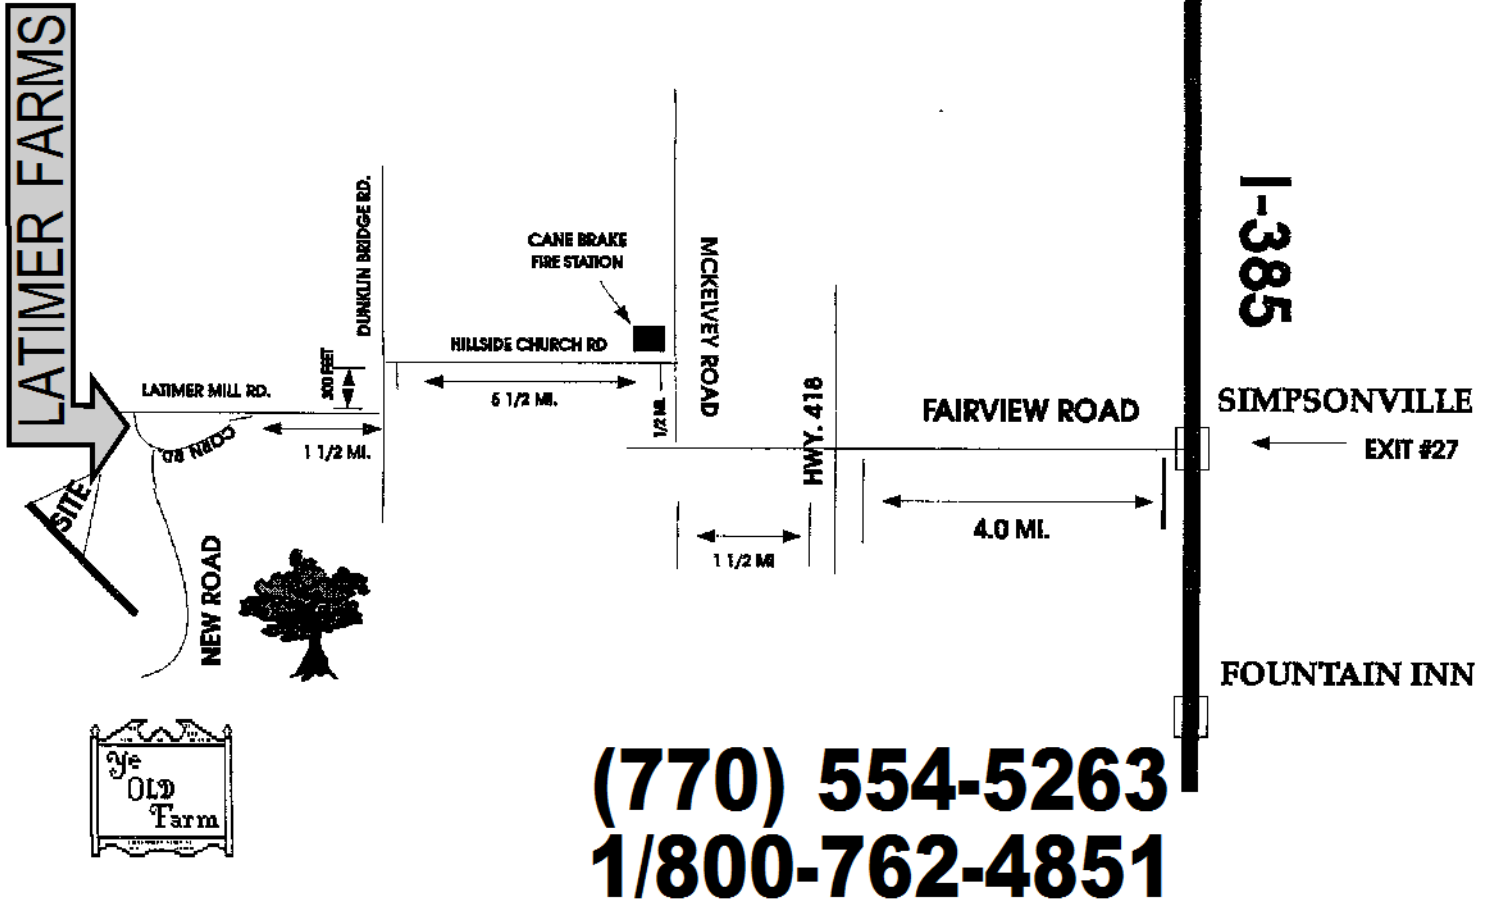 LATIMER FARMS
DUNKLIN BRIDGE RD.
CANE BRAKE
FIRE STATION
MCKELVEY ROAD
I-385
HILLSIDE CHURCH RD
300 FEET
LATIMER MILL RD.
5 1/2 MI.
1/2 MI.
HWY. 418
FAIRVIEW ROAD
SIMPSONVILLE
EXIT #27
CORN RD
1 1/2 MI.
SITE
4.0 MI.
1 1/2 MI
NEW ROAD
FOUNTAIN INN
Ye
OLD
Farm
(770) 554-5263
1/800-762-4851